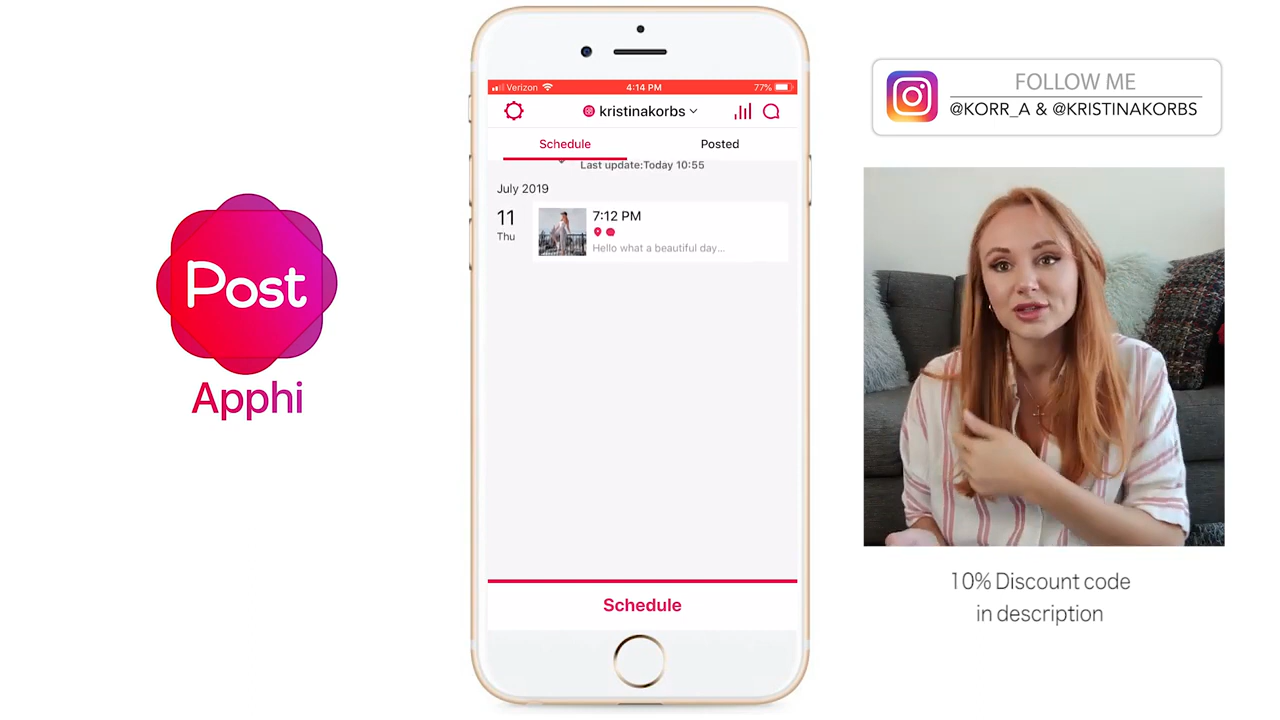 Post
Apphi
Verizon 4:14 PM 77%
kristinakorbs
Schedule Posted
Last update:Today 10:55
July 2019
11 7:12 PM
Thu
Hello what a beautiful day...
Schedule
FOLLOW ME
@KORR_A & @KRISTINAKORBS
10% Discount code
in description